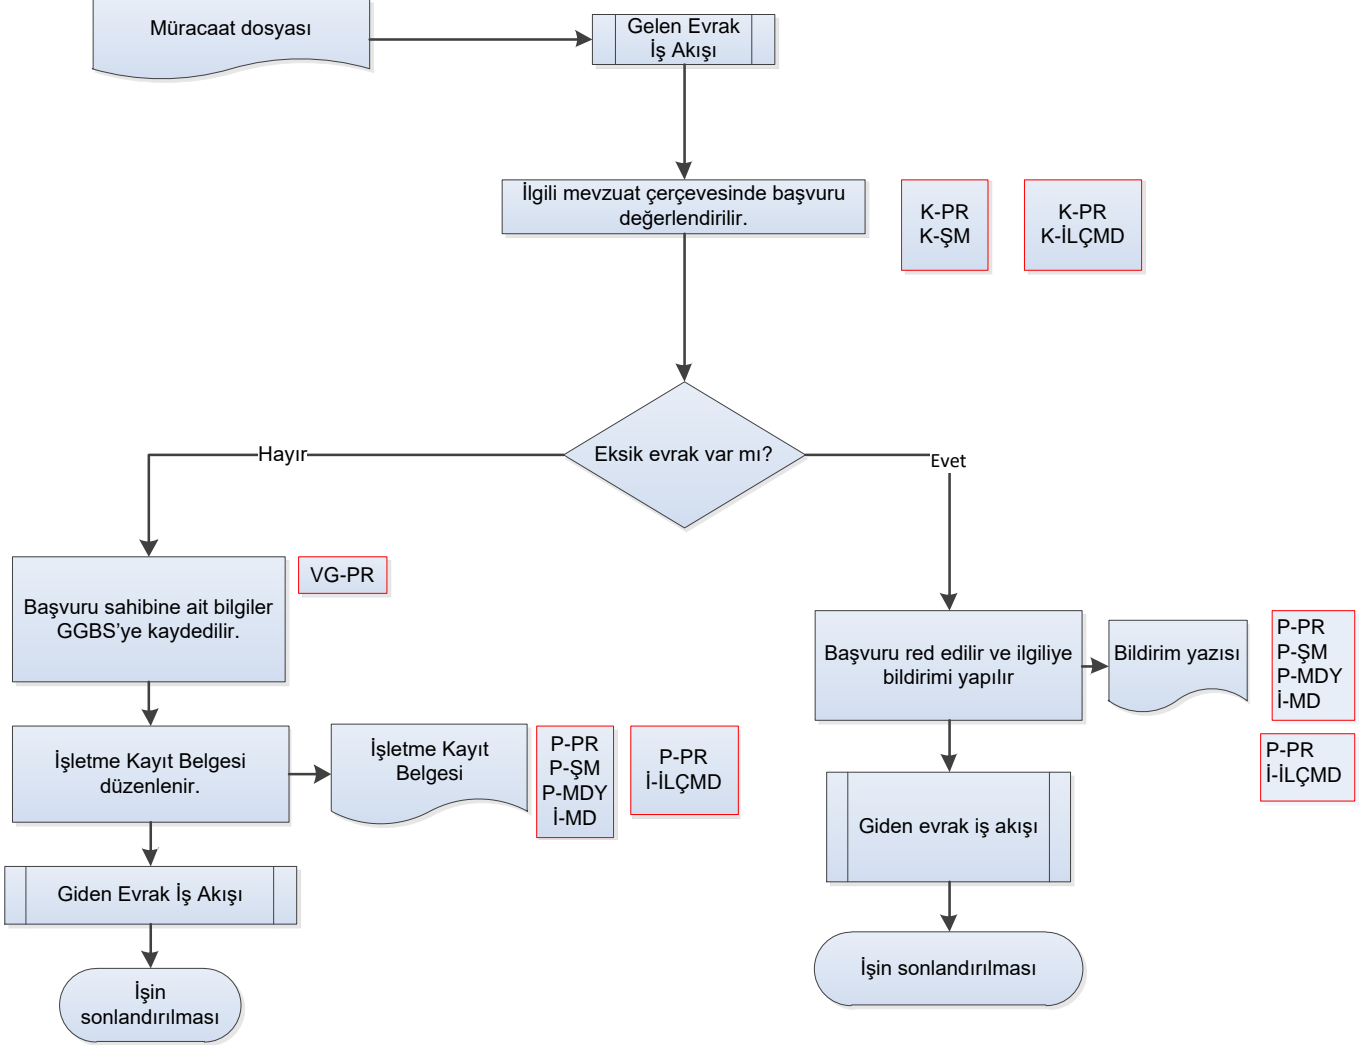 Müracaat dosyası
Gelen Evrak
İş Akışı
İlgili mevzuat çerçevesinde başvuru
değerlendirilir.
K-PR
K-ŞM
K-PR
K-İLÇMD
Eksik evrak var mı?
Hayır
Evet
Başvuru sahibine ait bilgiler
GGBS’ye kaydedilir.
VG-PR
İşletme Kayıt Belgesi
düzenlenir.
İşletme Kayıt
Belgesi
P-PR
P-ŞM
P-MDY
İ-MD
P-PR
İ-İLÇMD
Giden Evrak İş Akışı
İşin
sonlandırılması
Başvuru red edilir ve ilgiliye
bildirimi yapılır
Bildirim yazısı
P-PR
P-ŞM
P-MDY
İ-MD
P-PR
İ-İLÇMD
Giden evrak iş akışı
İşin sonlandırılması